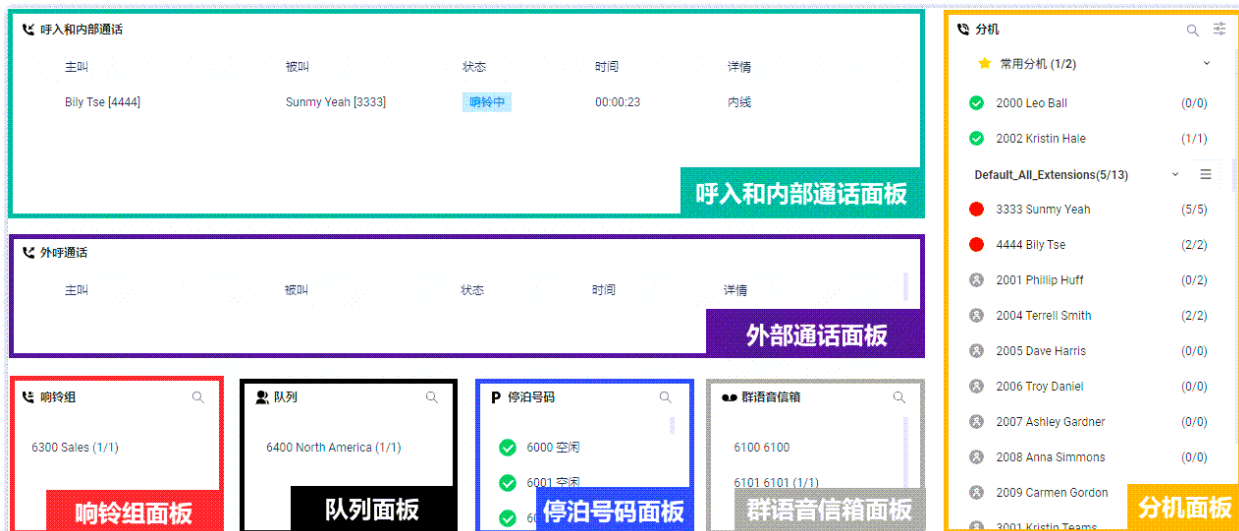 呼入和内部通话
主叫 被叫 状态 时间 详情
Bily Tse [4444] Sunmy Yeah [3333] 响铃中 00:00:23 内线
呼入和内部通话面板
外呼通话
主叫 被叫 状态 时间 详情
外部通话面板
响铃组
6300 Sales (1/1)
响铃组面板
队列
6400 North America (1/1)
队列面板
P 停泊号码
6000 空闲
6001 空闲
停泊号码面板
群语音信箱
6100 6100
6101 6101 (1/1)
群语音信箱面板
分机
常用分机 (1/2)
2000 Leo Ball (0/0)
2002 Kristin Hale (1/1)
Default_All_Extensions(5/13)
3333 Sunmy Yeah (5/5)
4444 Bily Tse (2/2)
2001 Phillip Huff (0/2)
2004 Terrell Smith (2/2)
2005 Dave Harris (0/0)
2006 Troy Daniel (0/0)
2007 Ashley Gardner (0/0)
2008 Anna Simmons (0/0)
2009 Carmen Gordon
3001 Kristin Teams
分机面板